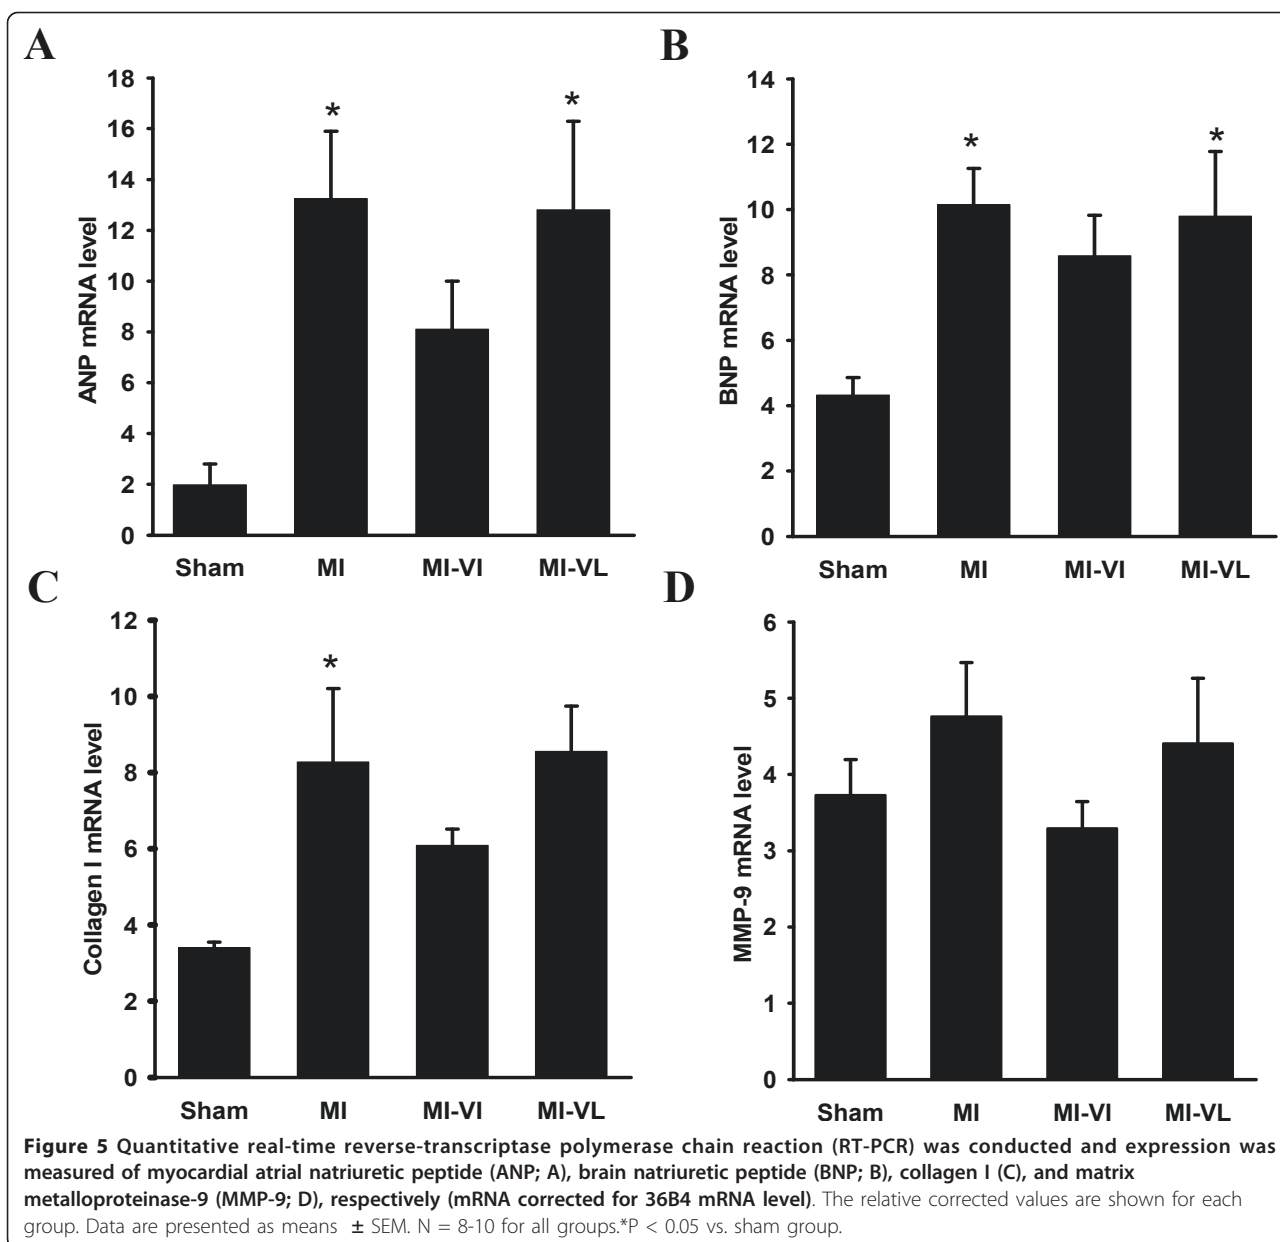 A
18
16
14
12
10
8
6
4
2
0
ANP mRNA level
*
*
Sham MI MI-VI MI-VL
B
14
12
10
8
6
4
2
0
BNP mRNA level
*
*
Sham MI MI-VI MI-VL
C
12
10
8
6
4
2
0
Collagen I mRNA level
*
Sham MI MI-VI MI-VL
D
6
5
4
3
2
1
0
MMP-9 mRNA level
Sham MI MI-VI MI-VL
Figure 5 Quantitative real-time reverse-transcriptase polymerase chain reaction (RT-PCR) was conducted and expression was
measured of myocardial atrial natriuretic peptide (ANP; A), brain natriuretic peptide (BNP; B), collagen I (C), and matrix
metalloproteinase-9 (MMP-9; D), respectively (mRNA corrected for 36B4 mRNA level). The relative corrected values are shown for each
group. Data are presented as means ± SEM. N = 8-10 for all groups.*P < 0.05 vs. sham group.